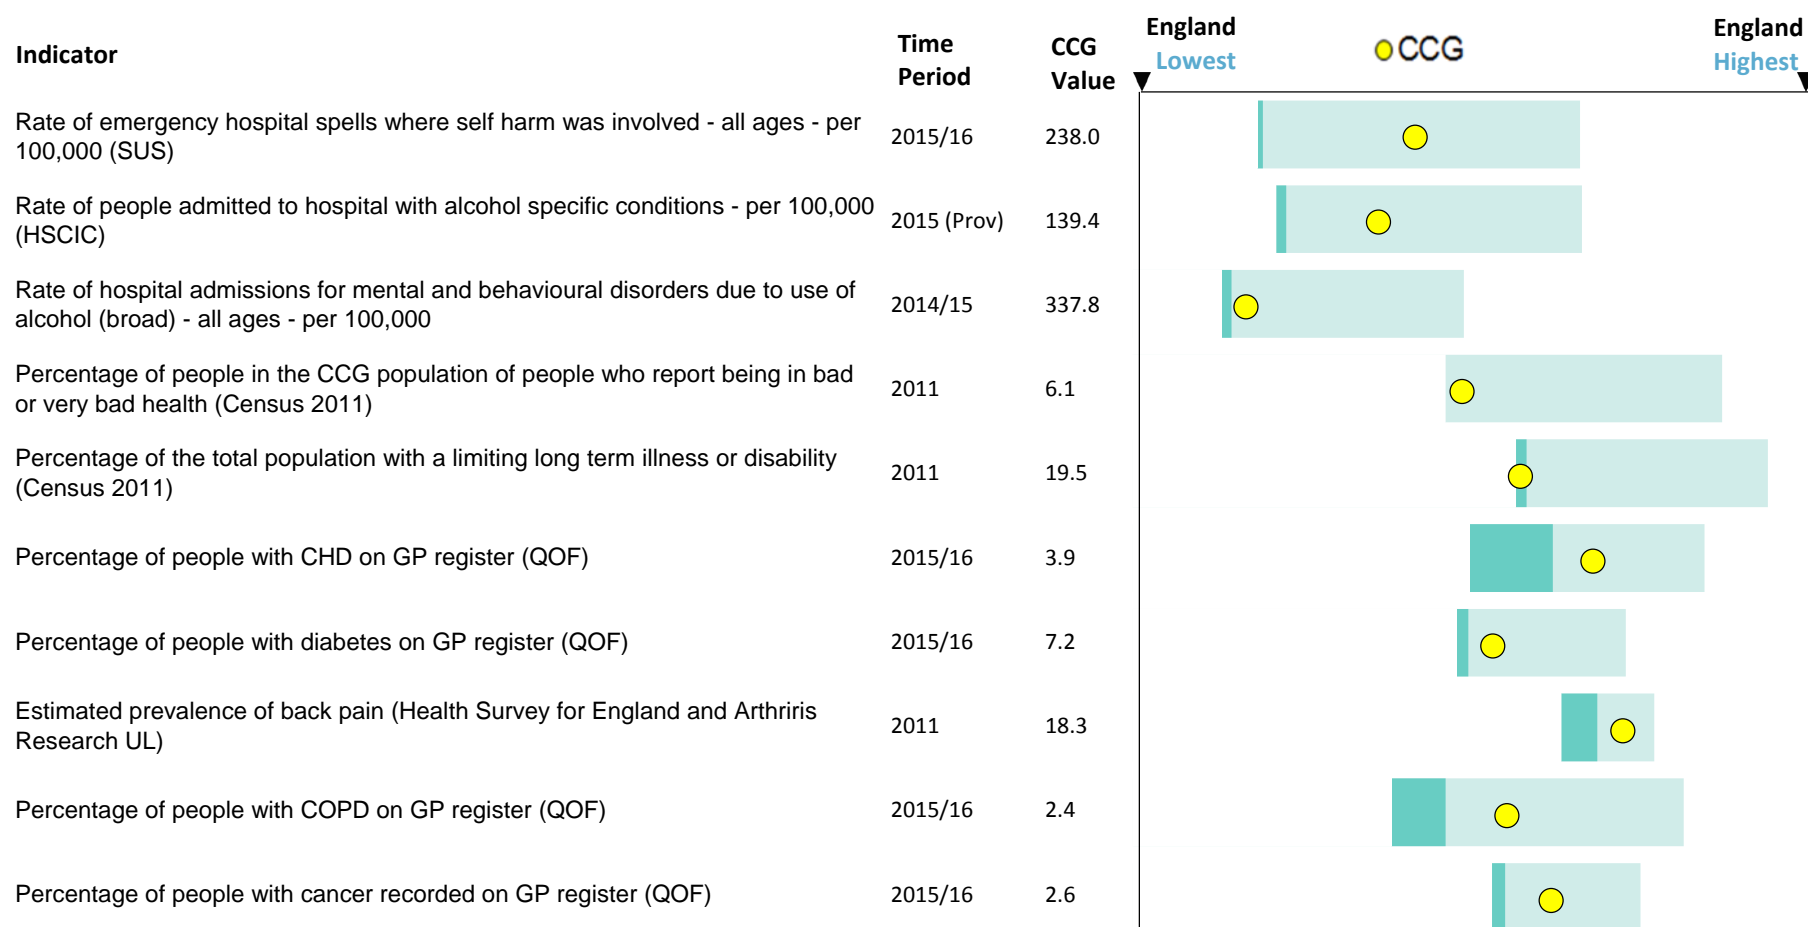 Indicator
Time
Period
CCG
Value
England
Lowest
CCG
England
Highest
Rate of emergency hospital spells where self harm was involved - all ages - per
100,000 (SUS)
2015/16
238.0
Rate of people admitted to hospital with alcohol specific conditions - per 100,000
(HSCIC)
2015 (Prov)
139.4
Rate of hospital admissions for mental and behavioural disorders due to use of
alcohol (broad) - all ages - per 100,000
2014/15
337.8
Percentage of people in the CCG population of people who report being in bad
or very bad health (Census 2011)
2011
6.1
Percentage of the total population with a limiting long term illness or disability
(Census 2011)
2011
19.5
Percentage of people with CHD on GP register (QOF)
2015/16
3.9
Percentage of people with diabetes on GP register (QOF)
2015/16
7.2
Estimated prevalence of back pain (Health Survey for England and Arthriris
Research UL)
2011
18.3
Percentage of people with COPD on GP register (QOF)
2015/16
2.4
Percentage of people with cancer recorded on GP register (QOF)
2015/16
2.6